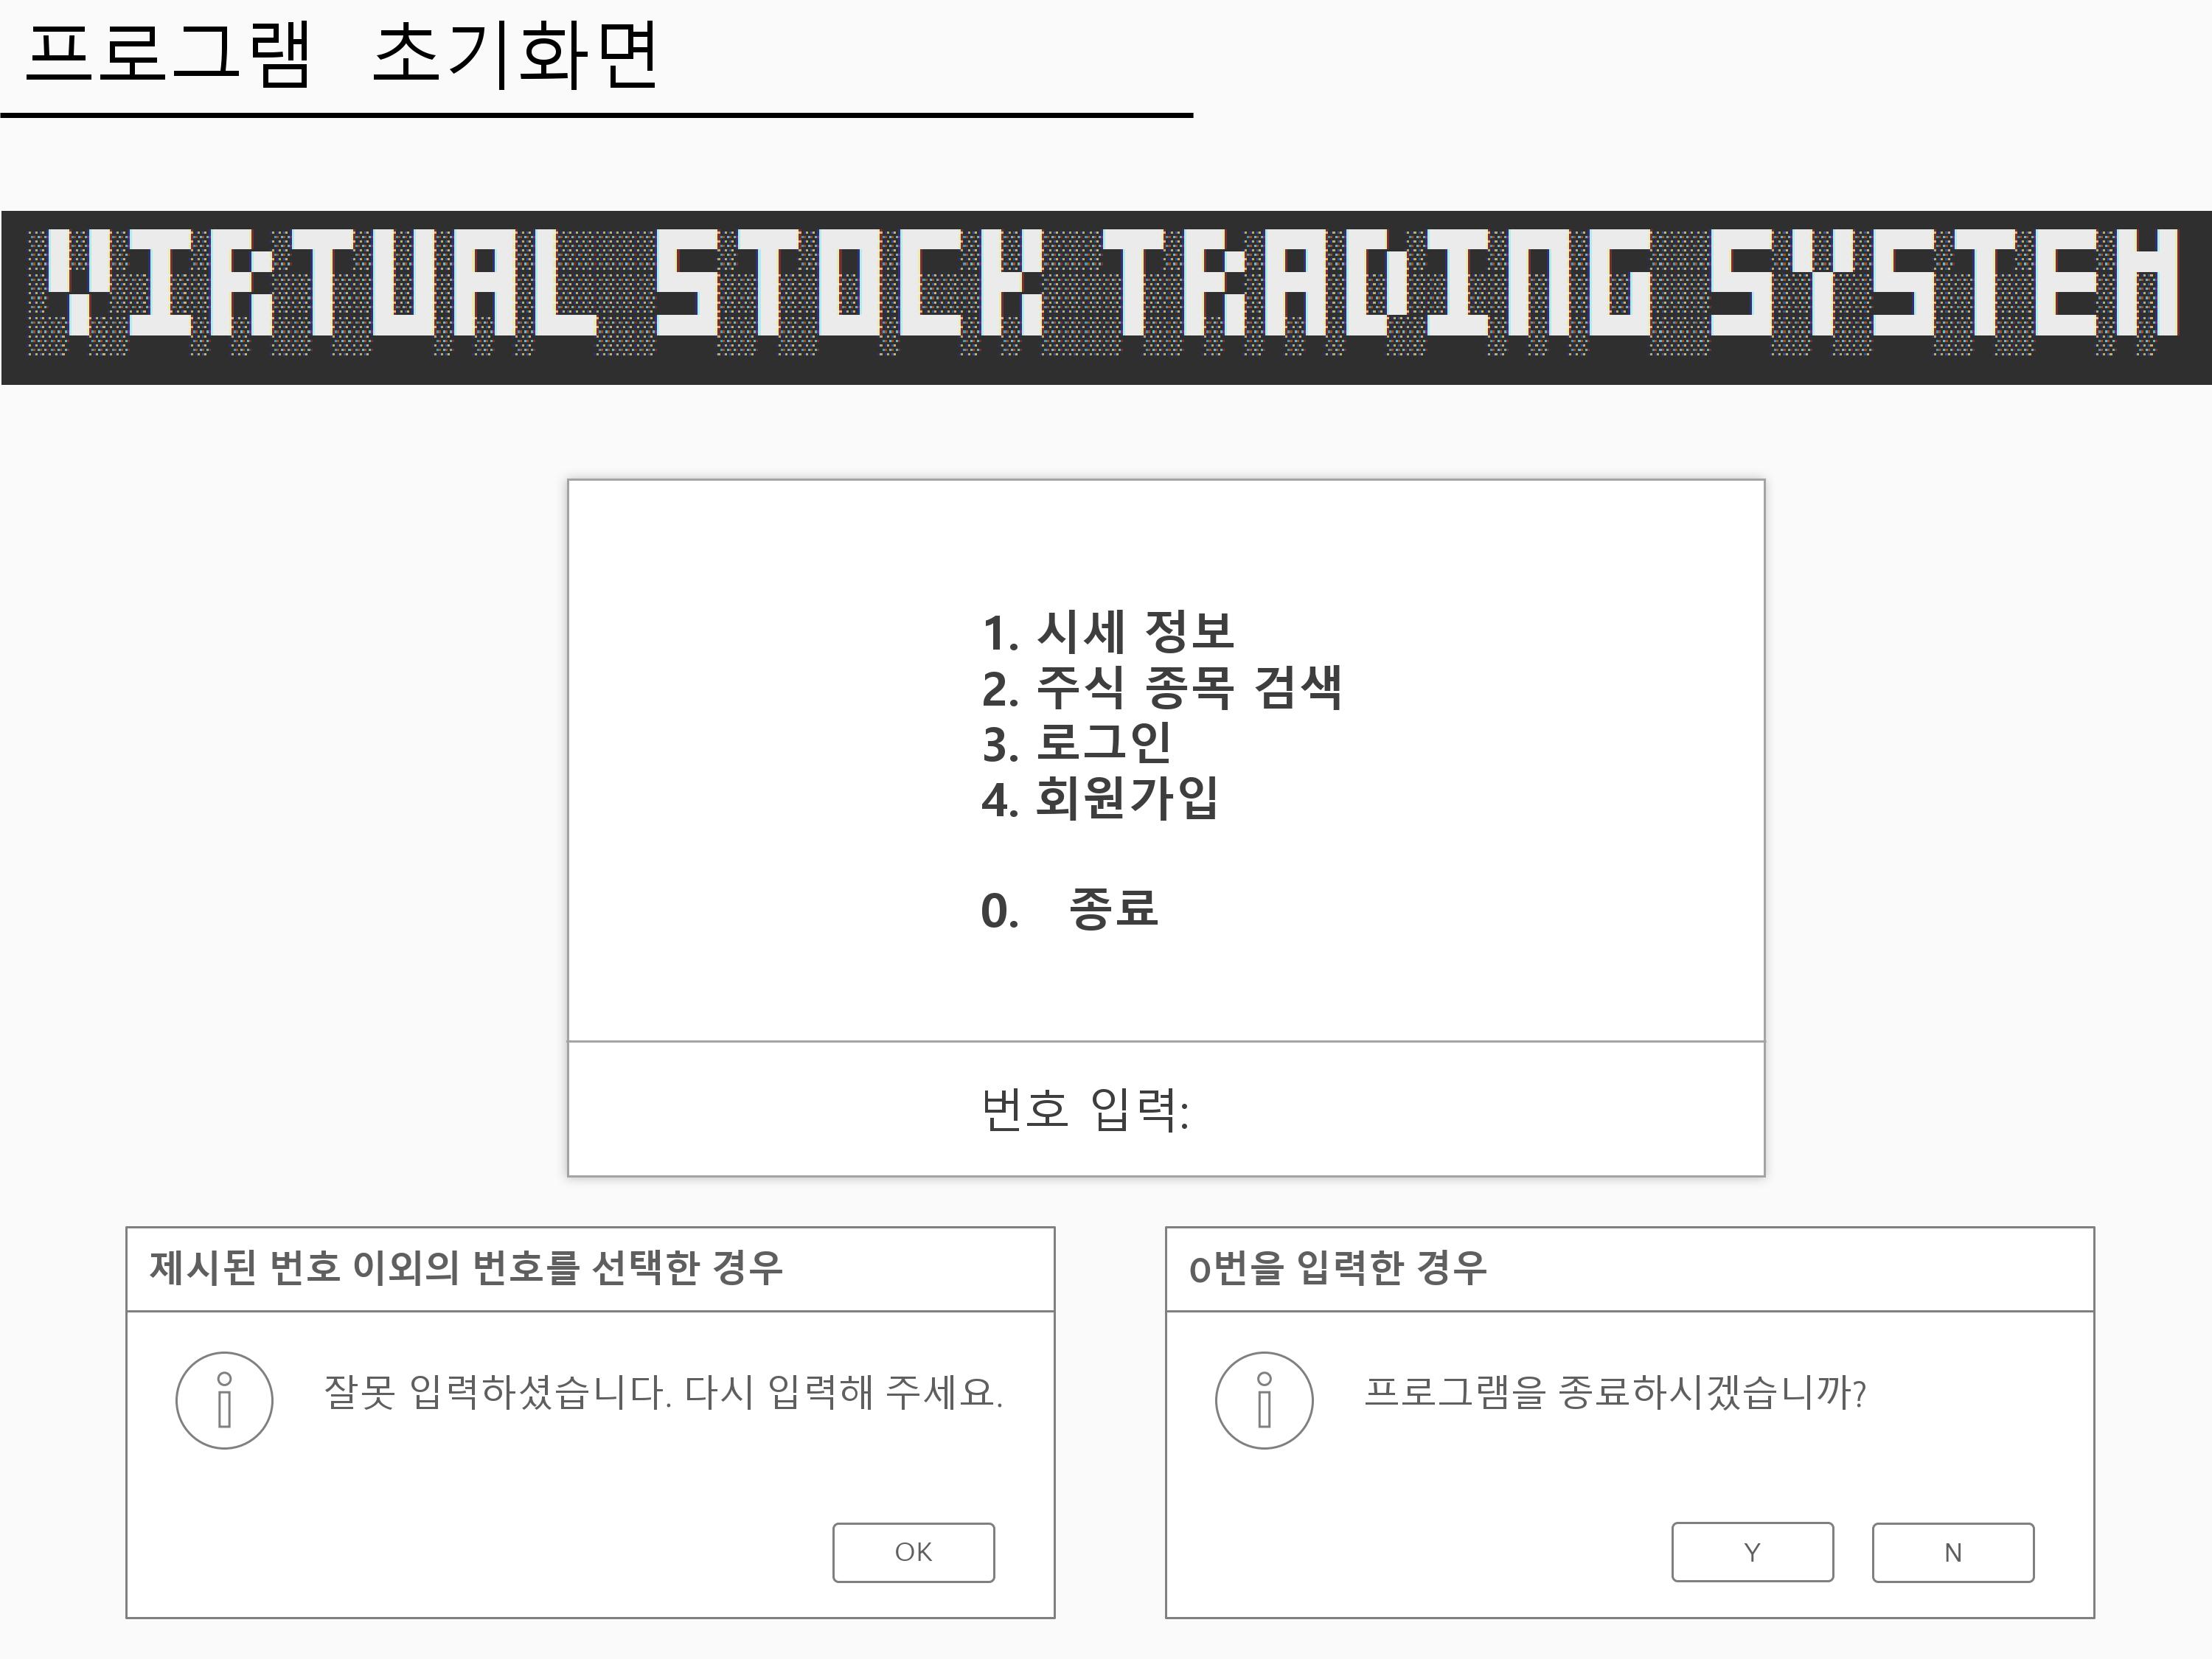 프로그램 초기화면
VIRTUAL STOCK TRADING SYSTEM
1. 시세 정보
2. 주식 종목 검색
3. 로그인
4. 회원가입
0. 종료
번호 입력:
제시된 번호 이외의 번호를 선택한 경우
잘못 입력하셨습니다. 다시 입력해 주세요.
OK
0번을 입력한 경우
프로그램을 종료하시겠습니까?
Y
N